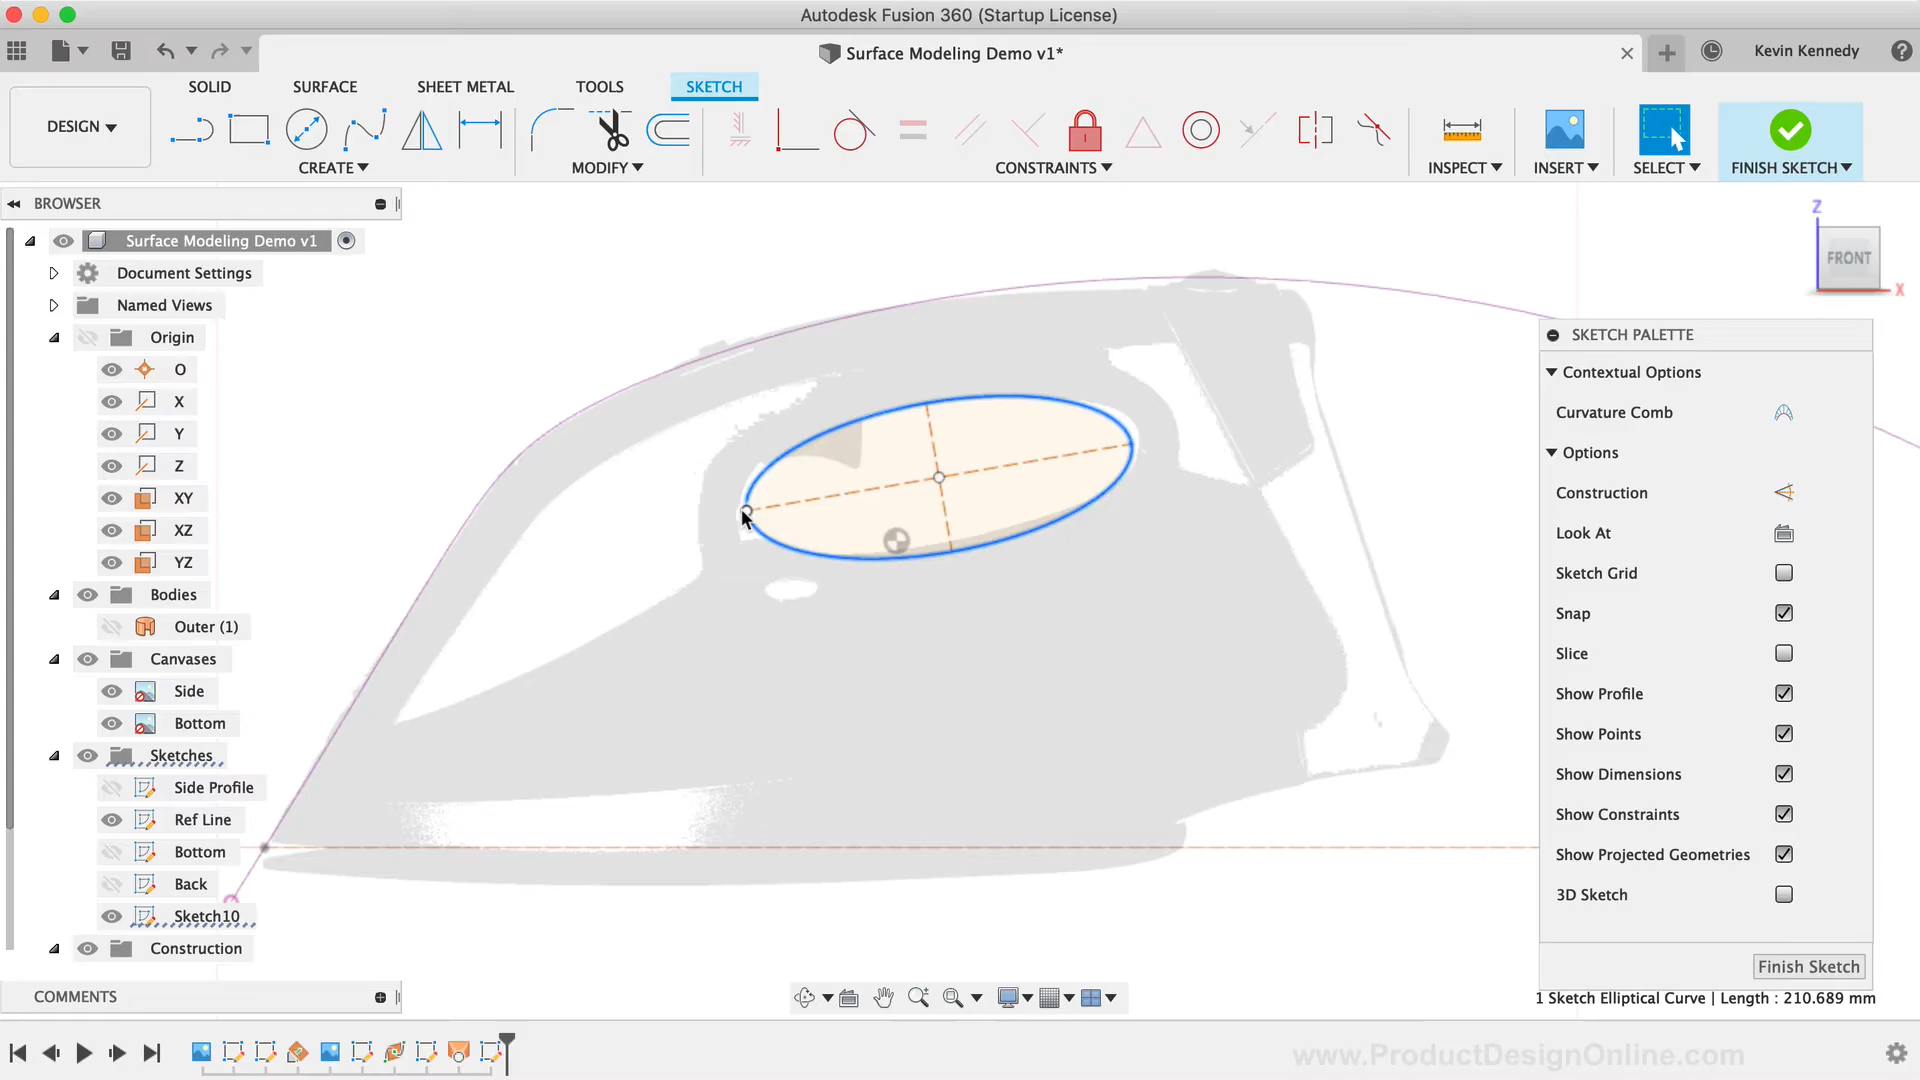 Autodesk Fusion 360 (Startup License)
Surface Modeling Demo v1*
Kevin Kennedy
SOLID
SURFACE
SHEET METAL
TOOLS
SKETCH
DESIGN
CREATE
MODIFY
CONSTRAINTS
INSPECT
INSERT
SELECT
FINISH SKETCH
BROWSER
Surface Modeling Demo v1
Document Settings
Named Views
Origin
O
X
Y
Z
XY
XZ
YZ
Bodies
Outer (1)
Canvases
Side
Bottom
Sketches
Side Profile
Ref Line
Bottom
Back
Sketch10
Construction
COMMENTS
Z
FRONT
X
SKETCH PALETTE
Contextual Options
Curvature Comb
Options
Construction
Look At
Sketch Grid
Snap
Slice
Show Profile
Show Points
Show Dimensions
Show Constraints
Show Projected Geometries
3D Sketch
Finish Sketch
1 Sketch Elliptical Curve | Length : 210.689 mm
www.ProductDesignOnline.com